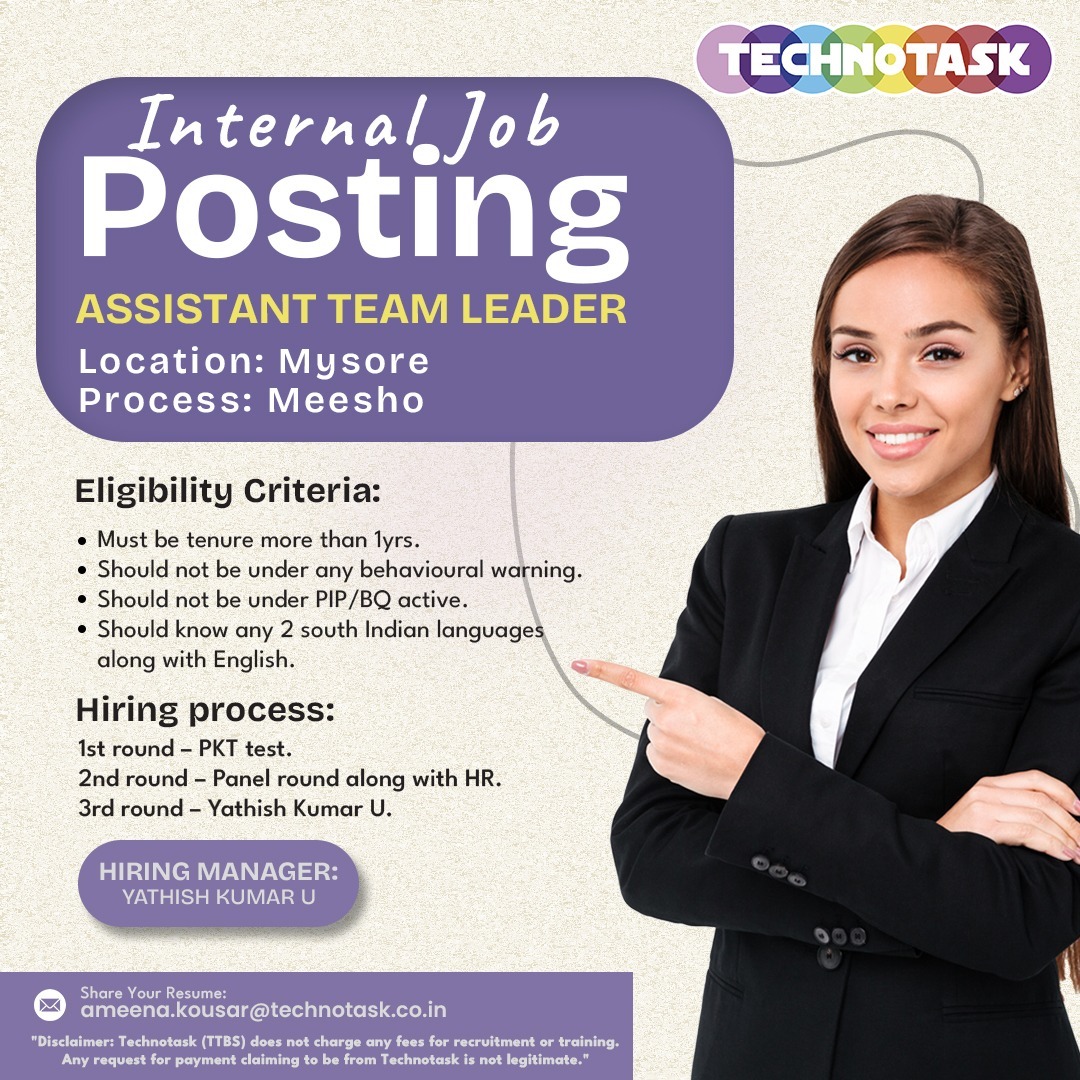 TECHNOTASK
Internal Job
Posting
ASSISTANT TEAM LEADER
Location: Mysore
Process: Meesho
Eligibility Criteria:
• Must be tenure more than 1yrs.
• Should not be under any behavioural warning.
• Should not be under PIP/BQ active.
• Should know any 2 south Indian languages
along with English.
Hiring process:
1st round – PKT test.
2nd round – Panel round along with HR.
3rd round – Yathish Kumar U.
HIRING MANAGER:
YATHISH KUMAR U
Share Your Resume:
ameena.kousar@technotask.co.in
"Disclaimer: Technotask (TTBS) does not charge any fees for recruitment or training.
Any request for payment claiming to be from Technotask is not legitimate."